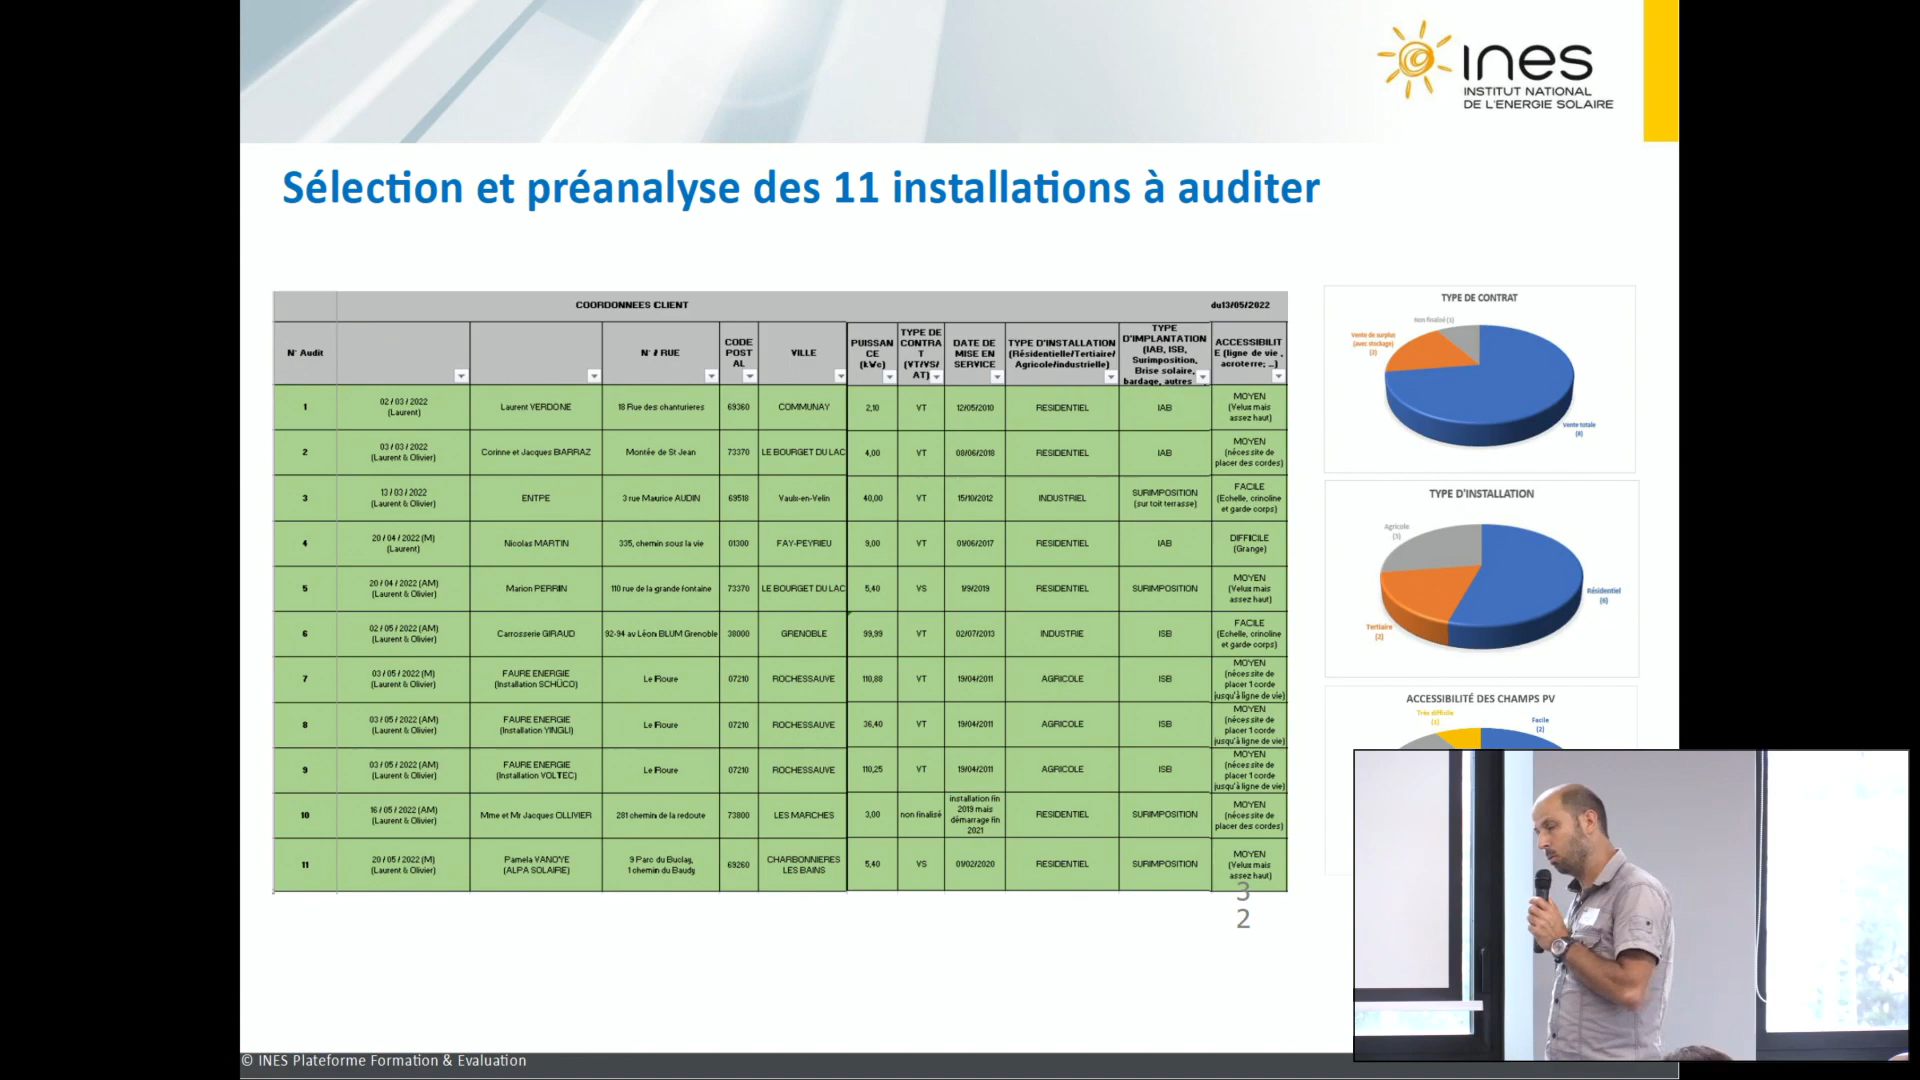 ines
INSTITUT NATIONAL
DE L'ENERGIE SOLAIRE
Sélection et préanalyse des 11 installations à auditer
COORDONNEES CLIENT du13/05/2022
N° Audit
N° / RUE
CODE
POST
AL
VILLE
PUISSAN
CE
(kWc)
TYPE DE
CONTRA
T
(VT/VS/
AT)
DATE DE
MISE EN
SERVICE
TYPE D'INSTALLATION
(Résidentielle/Tertiaire/
Agricole/industrielle)
TYPE
D'IMPLANTATION
(IAB, ISB,
Surimposition,
Brise solaire,
bardage, autres
ACCESSIBILIT
E (ligne de vie ,
acroterre; ...)
1
02 / 03 / 2022
(Laurent)
Laurent VERDONE
18 Rue des chanturieres
69360
COMMUNAY
2,10
VT
12/05/2010
RESIDENTIEL
IAB
MOYEN
(Velux mais
assez haut)
2
03 / 03 / 2022
(Laurent & Olivier)
Corinne et Jacques BARRAZ
Montée de St Jean
73370
LE BOURGET DU LAC
4,00
VT
08/06/2018
RESIDENTIEL
IAB
MOYEN
(nécessite de
placer des cordes)
3
13 / 03 / 2022
(Laurent & Olivier)
ENTPE
3 rue Maurice AUDIN
69518
Vaulx-en-Velin
40,00
VT
15/10/2012
INDUSTRIEL
SURIMPOSITION
(sur toit terrasse)
FACILE
(Echelle, crinoline
et garde corps)
4
20 / 04 / 2022 (M)
(Laurent)
Nicolas MARTIN
335, chemin sous la vie
01300
FAY-PEYRIEU
9,00
VT
01/06/2017
RESIDENTIEL
IAB
DIFFICILE
(Grange)
5
20 / 04 / 2022 (AM)
(Laurent & Olivier)
Marion PERRIN
110 rue de la grande fontaine
73370
LE BOURGET DU LAC
5,40
VS
1/9/2019
RESIDENTIEL
SURIMPOSITION
MOYEN
(Velux mais
assez haut)
6
02 / 05 / 2022 (AM)
(Laurent & Olivier)
Carrosserie GIRAUD
92-94 av Léon BLUM Grenoble
38000
GRENOBLE
99,99
VT
02/07/2013
INDUSTRIE
ISB
FACILE
(Echelle, crinoline
et garde corps)
7
03 / 05 / 2022 (M)
(Laurent & Olivier)
FAURE ENERGIE
(Installation SCHÜCO)
Le Roure
07210
ROCHESSAUVE
110,88
VT
19/04/2011
AGRICOLE
ISB
MOYEN
(nécessite de
placer 1 corde
jusqu'à ligne de vie)
8
03 / 05 / 2022 (AM)
(Laurent & Olivier)
FAURE ENERGIE
(Installation YINGLI)
Le Roure
07210
ROCHESSAUVE
36,40
VT
19/04/2011
AGRICOLE
ISB
MOYEN
(nécessite de
placer 1 corde
jusqu'à ligne de vie)
9
03 / 05 / 2022 (AM)
(Laurent & Olivier)
FAURE ENERGIE
(Installation VOLTEC)
Le Roure
07210
ROCHESSAUVE
110,25
VT
19/04/2011
AGRICOLE
ISB
MOYEN
(nécessite de
placer 1 corde
jusqu'à ligne de vie)
10
16 / 05 / 2022 (AM)
(Laurent & Olivier)
Mme et Mr Jacques OLLIVIER
281 chemin de la redoute
73800
LES MARCHES
3,00
non finalisé
installation fin
2019 mais
démarrage fin
2021
RESIDENTIEL
SURIMPOSITION
MOYEN
(nécessite de
placer des cordes)
11
20 / 05 / 2022 (M)
(Laurent & Olivier)
Pamela VANOYE
(ALPA SOLAIRE)
9 Parc du Buclay,
1 chemin du Baudy
69260
CHARBONNIERES
LES BAINS
5,40
VS
01/02/2020
RESIDENTIEL
SURIMPOSITION
MOYEN
(Velux mais
assez haut)
3
2
TYPE DE CONTRAT
Non finalisé (1)
Vente de surplus
(avec stockage)
(2)
Vente totale
(8)
TYPE D'INSTALLATION
Agricole
(3)
Résidentiel
(6)
Tertiaire
(2)
ACCESSIBILITÉ DES CHAMPS PV
Très difficile
(1)
Facile
(2)
© INES Plateforme Formation & Evaluation